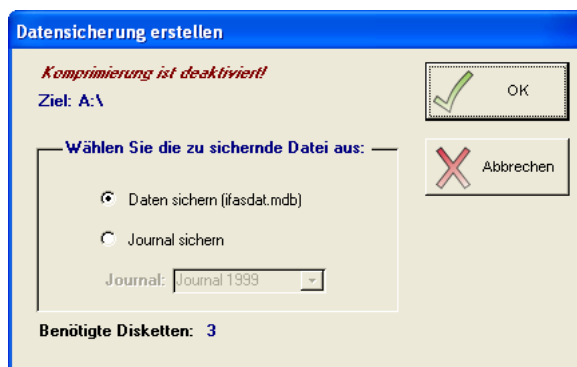 Datensicherung erstellen
Komprimierung ist deaktiviert!
Ziel: A:\
OK
Wählen Sie die zu sichernde Datei aus:
Abbrechen
Daten sichern (ifasdat.mdb)
Journal sichern
Journal: Journal 1999
Benötigte Disketten: 3